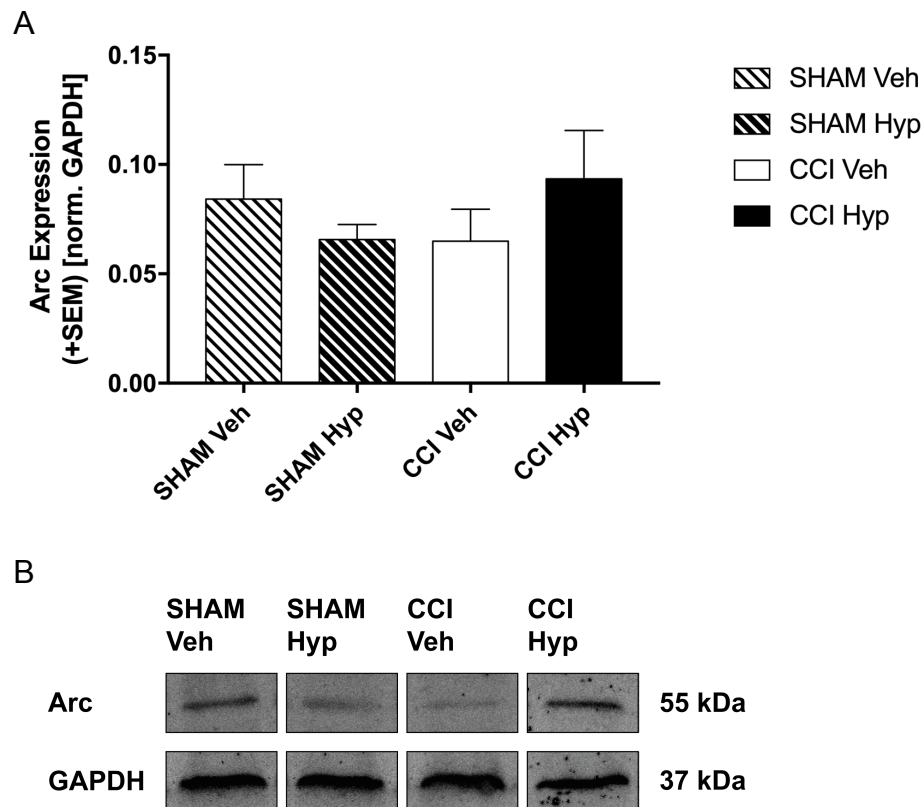 A
Arc Expression
(+SEM) [norm. GAPDH]
0.15
0.10
0.05
0.00
SHAM Veh
SHAM Hyp
CCI Veh
CCI Hyp
SHAM Veh
SHAM Hyp
CCI Veh
CCI Hyp
B
SHAM
Veh
SHAM
Hyp
CCI
Veh
CCI
Hyp
Arc
55 kDa
GAPDH
37 kDa